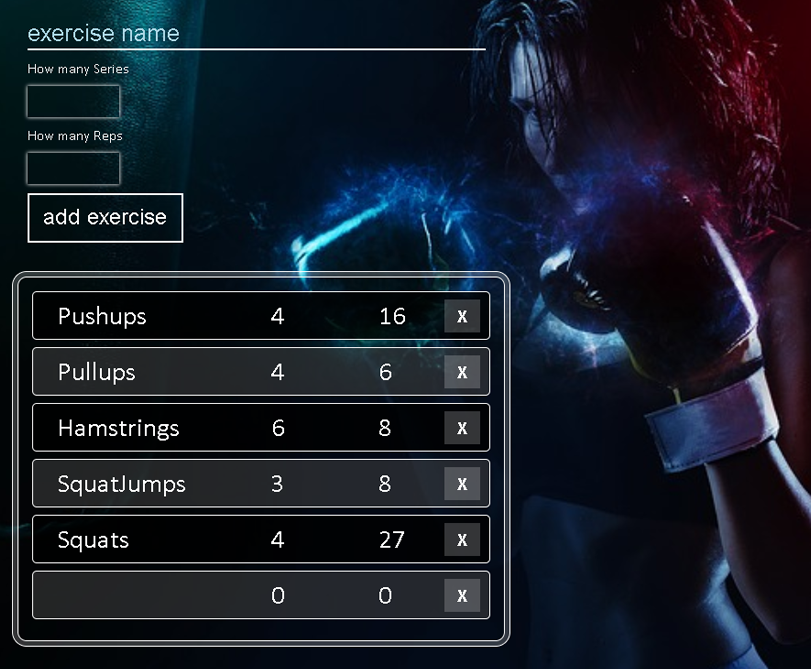 exercise name
How many Series
How many Reps
add exercise
Pushups 4 16 X
Pullups 4 6 X
Hamstrings 6 8 X
SquatJumps 3 8 X
Squats 4 27 X
0 0 X